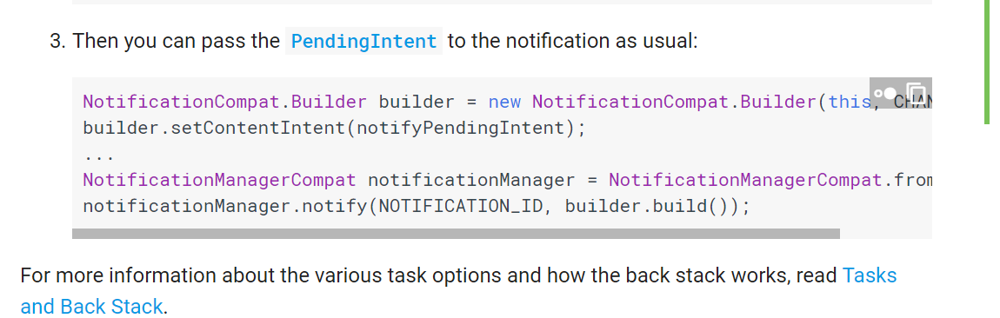 3. Then you can pass the PendingIntent to the notification as usual:
NotificationCompat.Builder builder = new NotificationCompat.Builder(this, CHAN
builder.setContentIntent(notifyPendingIntent);
...
NotificationManagerCompat notificationManager = NotificationManagerCompat.from
notificationManager.notify(NOTIFICATION_ID, builder.build());
For more information about the various task options and how the back stack works, read Tasks
and Back Stack.